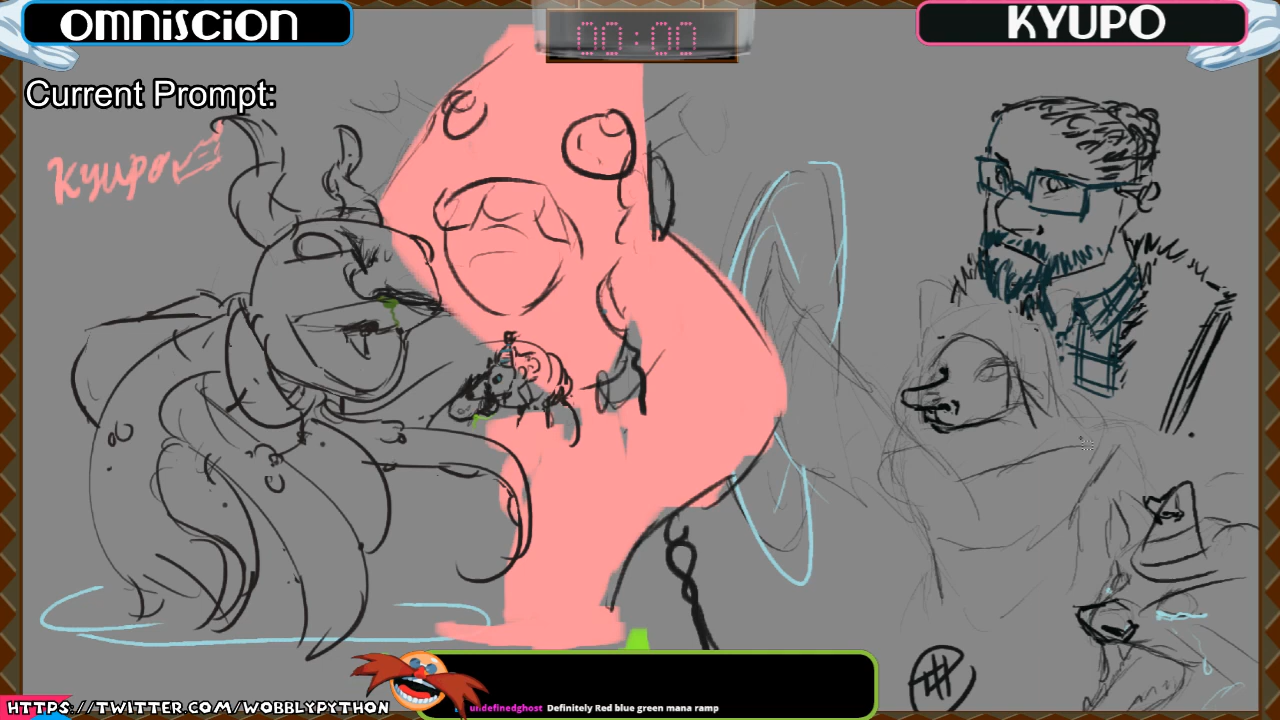 OMNISCION
00:00
KYUPO
Current Prompt:
Kyupo
undefinedghost Definitely Red blue green mana ramp
HTTPS://TWITTER.COM/WOBBLYPYTHON